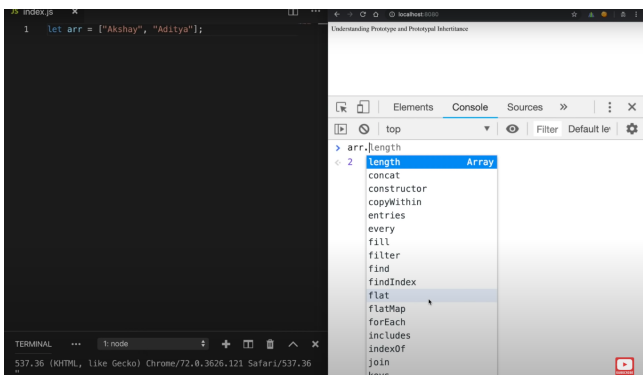 JS index.js ×
1 let arr = ["Akshay", "Aditya"];
TERMINAL ••• 1: node
537.36 (KHTML, like Gecko) Chrome/72.0.3626.121 Safari/537.36
"
localhost:8080
Understanding Prototype and Prototypal Inheritance
Elements Console Sources »
top Filter Default le
> arr.length
2
length Array
concat
constructor
copyWithin
entries
every
fill
filter
find
findIndex
flat
flatMap
forEach
includes
indexOf
join
keys
SUBSCRIBE